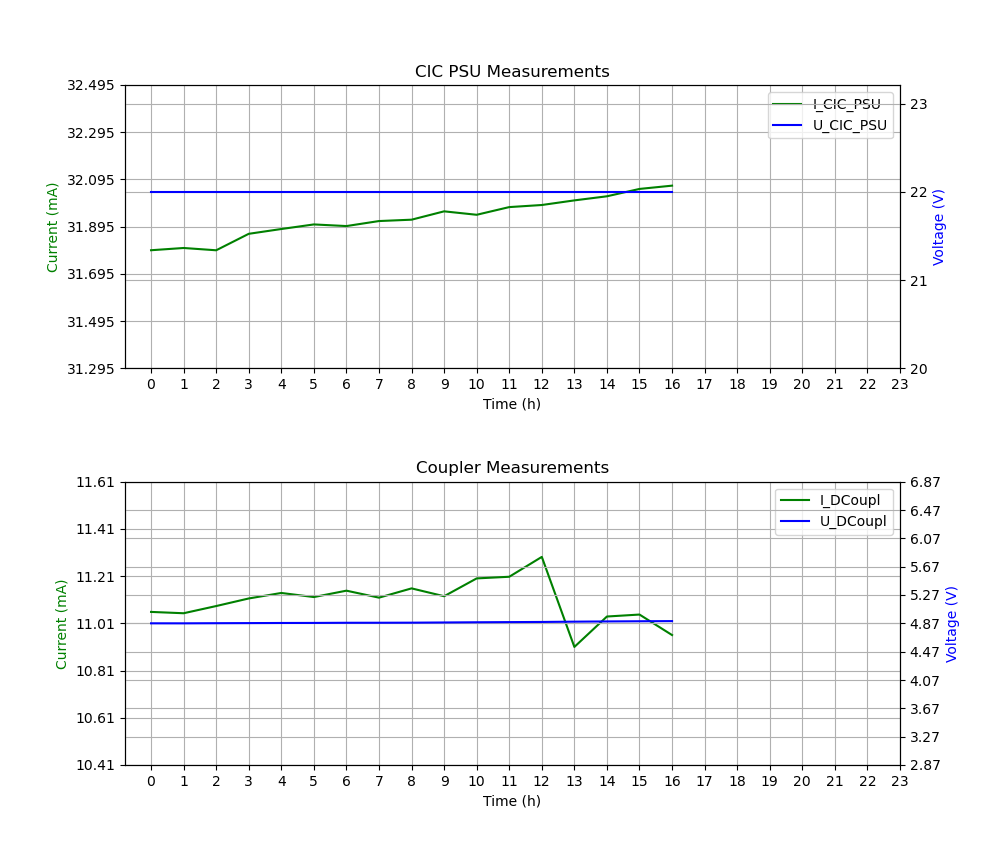 CIC PSU Measurements
32.495
32.295
32.095
31.895
31.695
31.495
31.295
Current (mA)
I_CIC_PSU
U_CIC_PSU
23
22
21
20
Voltage (V)
0 1 2 3 4 5 6 7 8 9 10 11 12 13 14 15 16 17 18 19 20 21 22 23
Time (h)
Coupler Measurements
11.61
11.41
11.21
11.01
10.81
10.61
10.41
Current (mA)
I_DCoupl
U_DCoupl
6.87
6.47
6.07
5.67
5.27
4.87
4.47
4.07
3.67
3.27
2.87
Voltage (V)
0 1 2 3 4 5 6 7 8 9 10 11 12 13 14 15 16 17 18 19 20 21 22 23
Time (h)